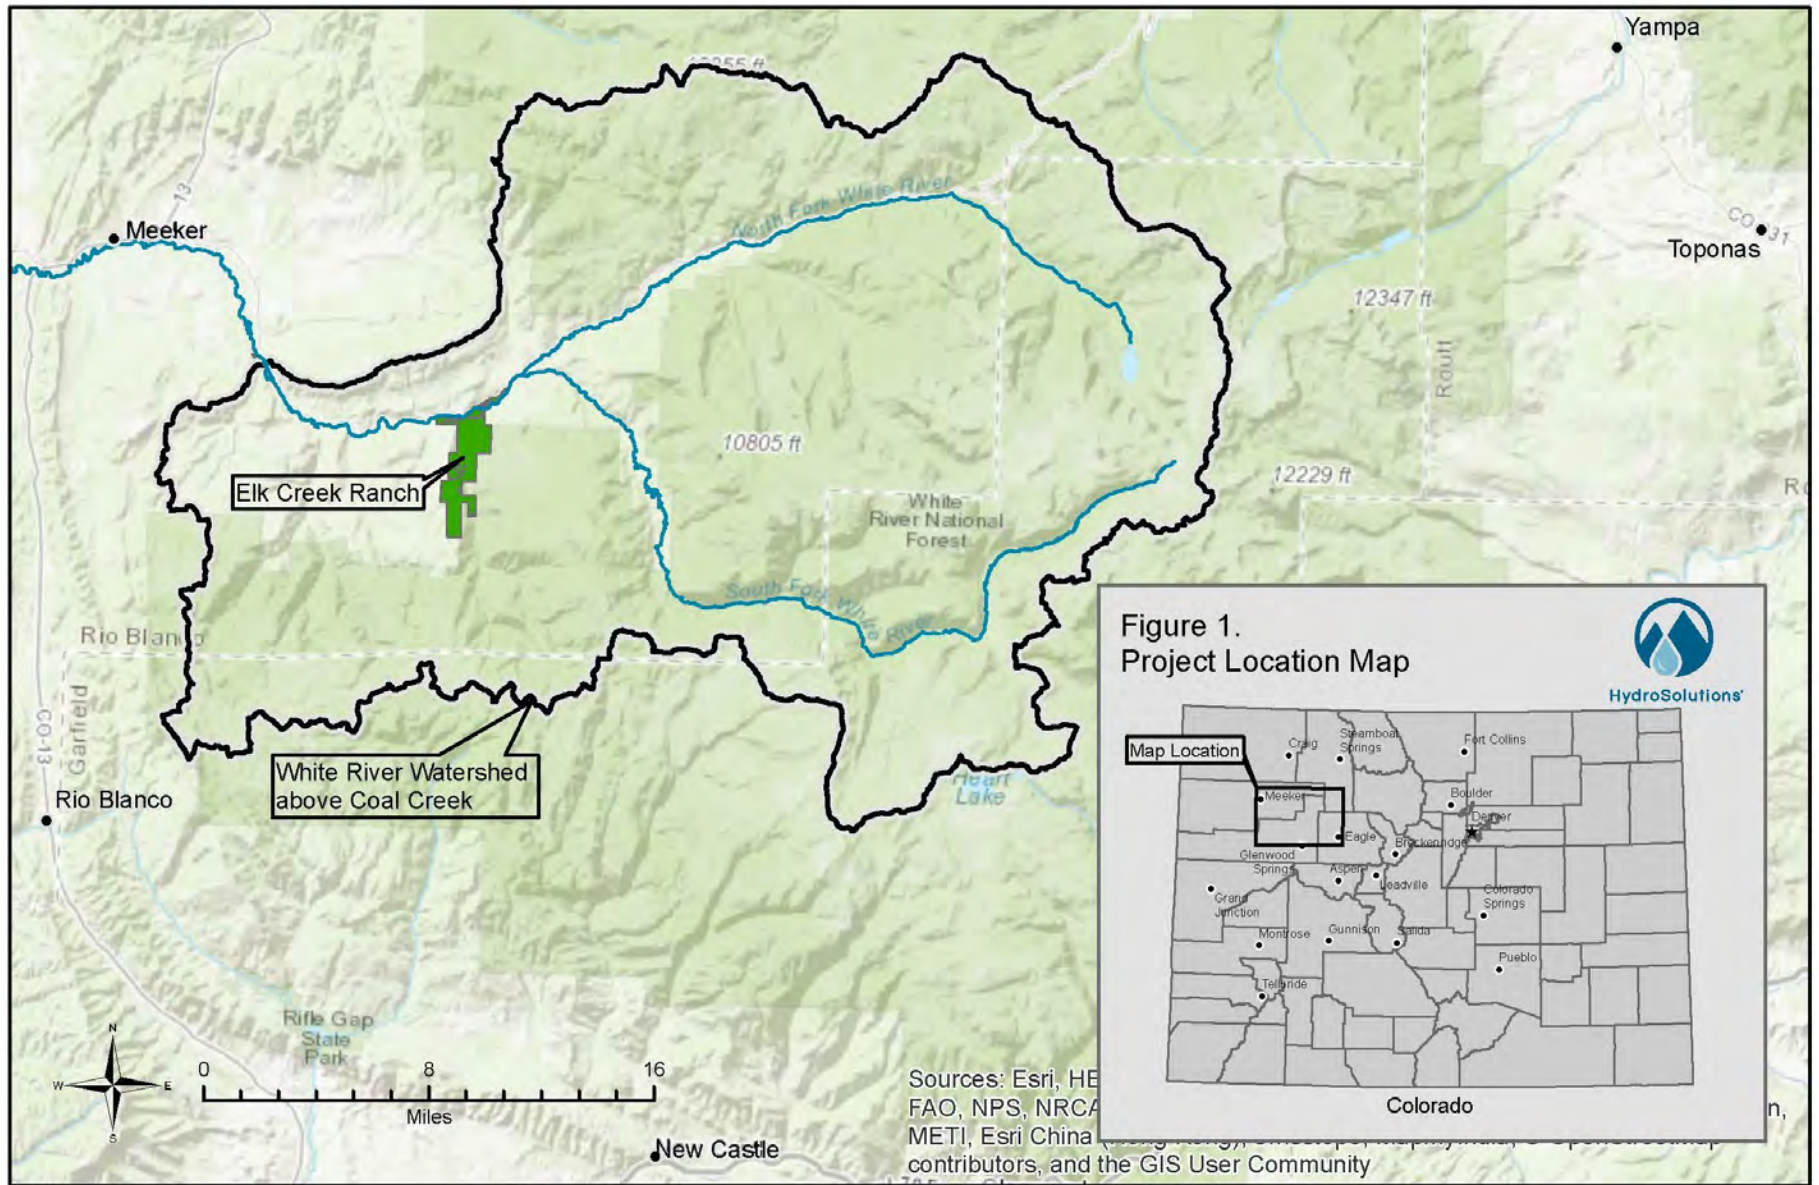 Yampa
13
Meeker
North Fork White River
CO
31
Toponas
12347 ft
Routt
10805 ft
12229 ft
Elk Creek Ranch
White
River National
Forest
South Fork White River
Rio Blanco
Garfield
CO-13
White River Watershed
above Coal Creek
Heart
Lake
Rio Blanco
Rifle Gap
State
Park
N
W
E
S
0
8
16
Miles
New Castle
Sources: Esri,
FAO, NPS,
METI, Esri China
contributors, and the GIS User Community
Figure 1.
Project Location Map
HydroSolutions
Map Location
Craig
Steamboat
Springs
Fort Collins
Meeker
Boulder
Denver
Eagle
Breckenridge
Glenwood
Springs
Aspen
Leadville
Grand
Junction
Colorado
Springs
Montrose
Gunnison
Salida
Pueblo
Telluride
Colorado